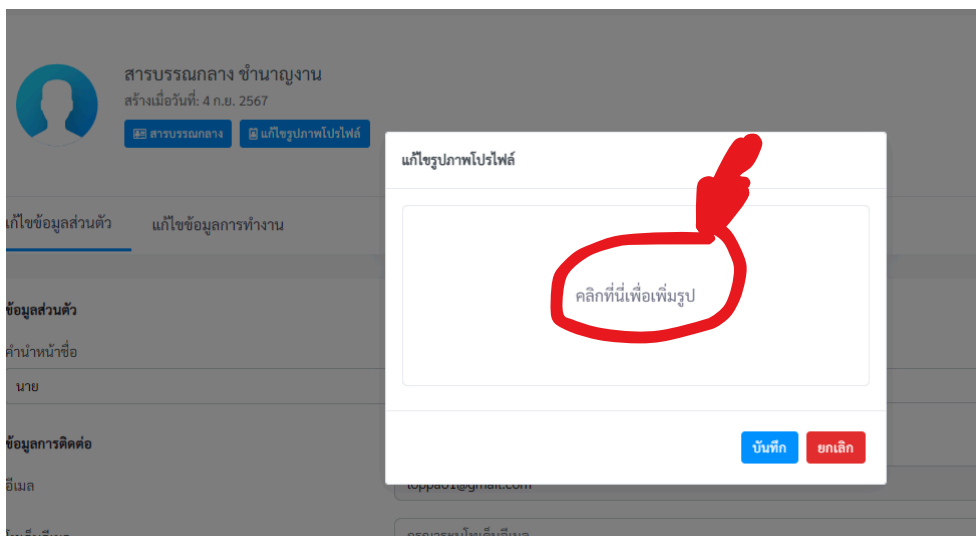 สารบรรณกลาง ชำนาญงาน
สร้างเมื่อวันที่: 4 ก.ย. 2567
สารบรรณกลาง
แก้ไขรูปภาพโปรไฟล์
แก้ไขรูปภาพโปรไฟล์
แก้ไขข้อมูลส่วนตัว
แก้ไขข้อมูลการทำงาน
คลิกที่นี่เพื่อเพิ่มรูป
ข้อมูลส่วนตัว
คำนำหน้าชื่อ
นาย
ข้อมูลการติดต่อ
บันทึก
ยกเลิก
อีเมล